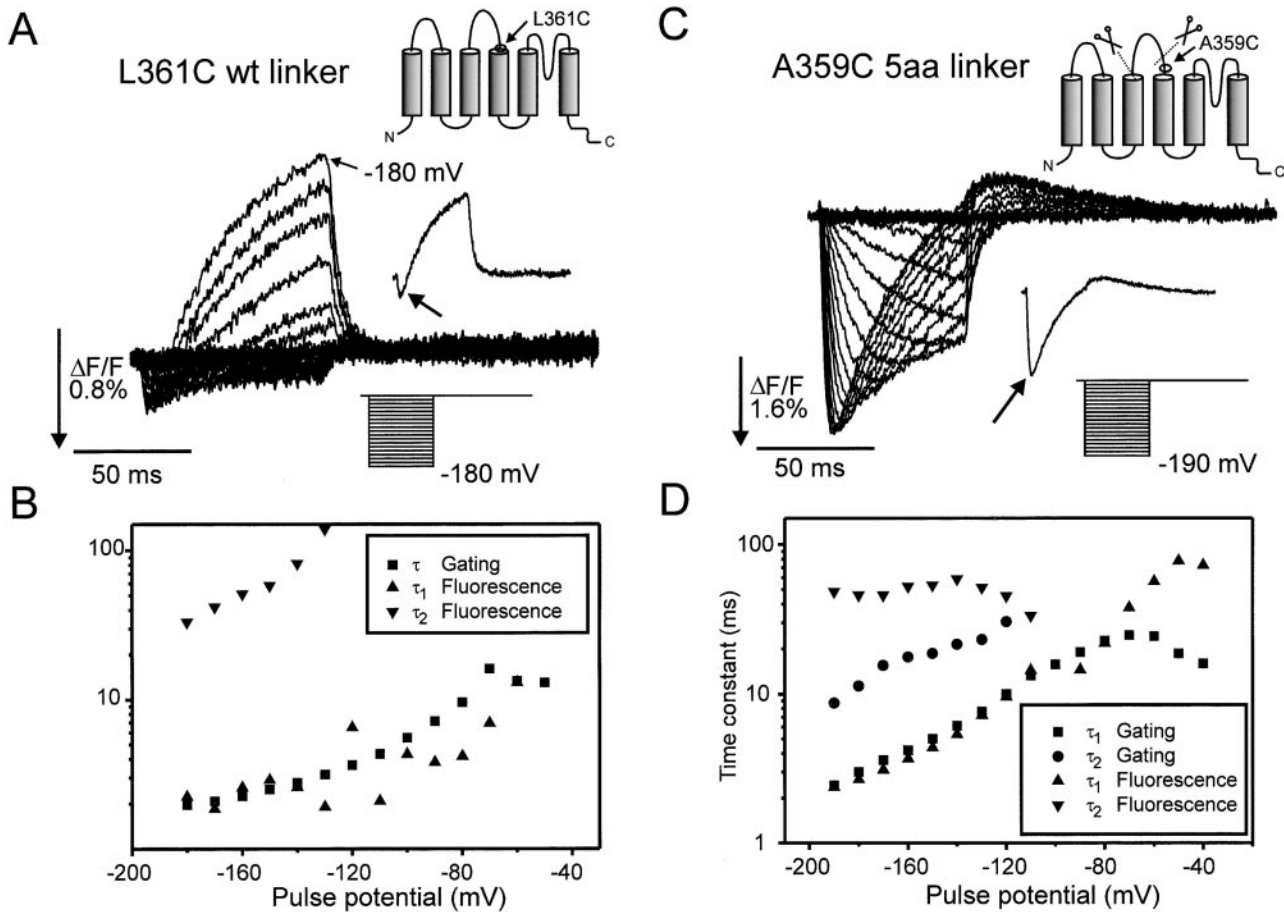 A
L361C wt linker
L361C
N
C
-180 mV
ΔF/F
0.8%
50 ms
-180 mV
C
A359C 5aa linker
A359C
N
C
ΔF/F
1.6%
50 ms
-190 mV
B
100
10
τ Gating
τ1 Fluorescence
τ2 Fluorescence
-200 -160 -120 -80 -40
Pulse potential (mV)
D
Time constant (ms)
100
10
1
τ1 Gating
τ2 Gating
τ1 Fluorescence
τ2 Fluorescence
-200 -160 -120 -80 -40
Pulse potential (mV)